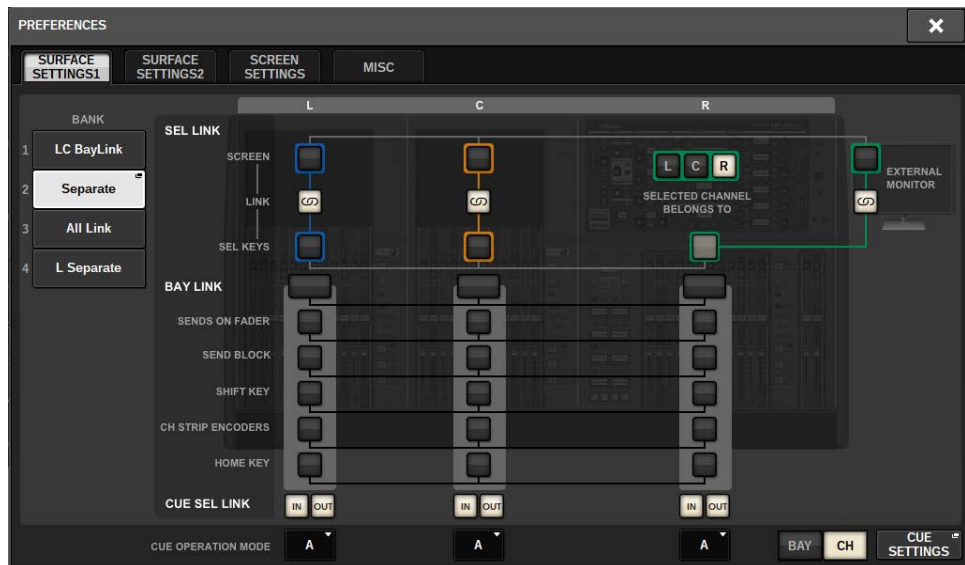 PREFERENCES
SURFACE SETTINGS1
SURFACE SETTINGS2
SCREEN SETTINGS
MISC
L
C
R
BANK
1 LC BayLink
2 Separate
3 All Link
4 L Separate
SEL LINK
SCREEN
LINK
SEL KEYS
L C R
SELECTED CHANNEL
BELONGS TO
EXTERNAL
MONITOR
BAY LINK
SENDS ON FADER
SEND BLOCK
SHIFT KEY
CH STRIP ENCODERS
HOME KEY
CUE SEL LINK
IN OUT
IN OUT
IN OUT
CUE OPERATION MODE
A
A
A
BAY CH
CUE SETTINGS